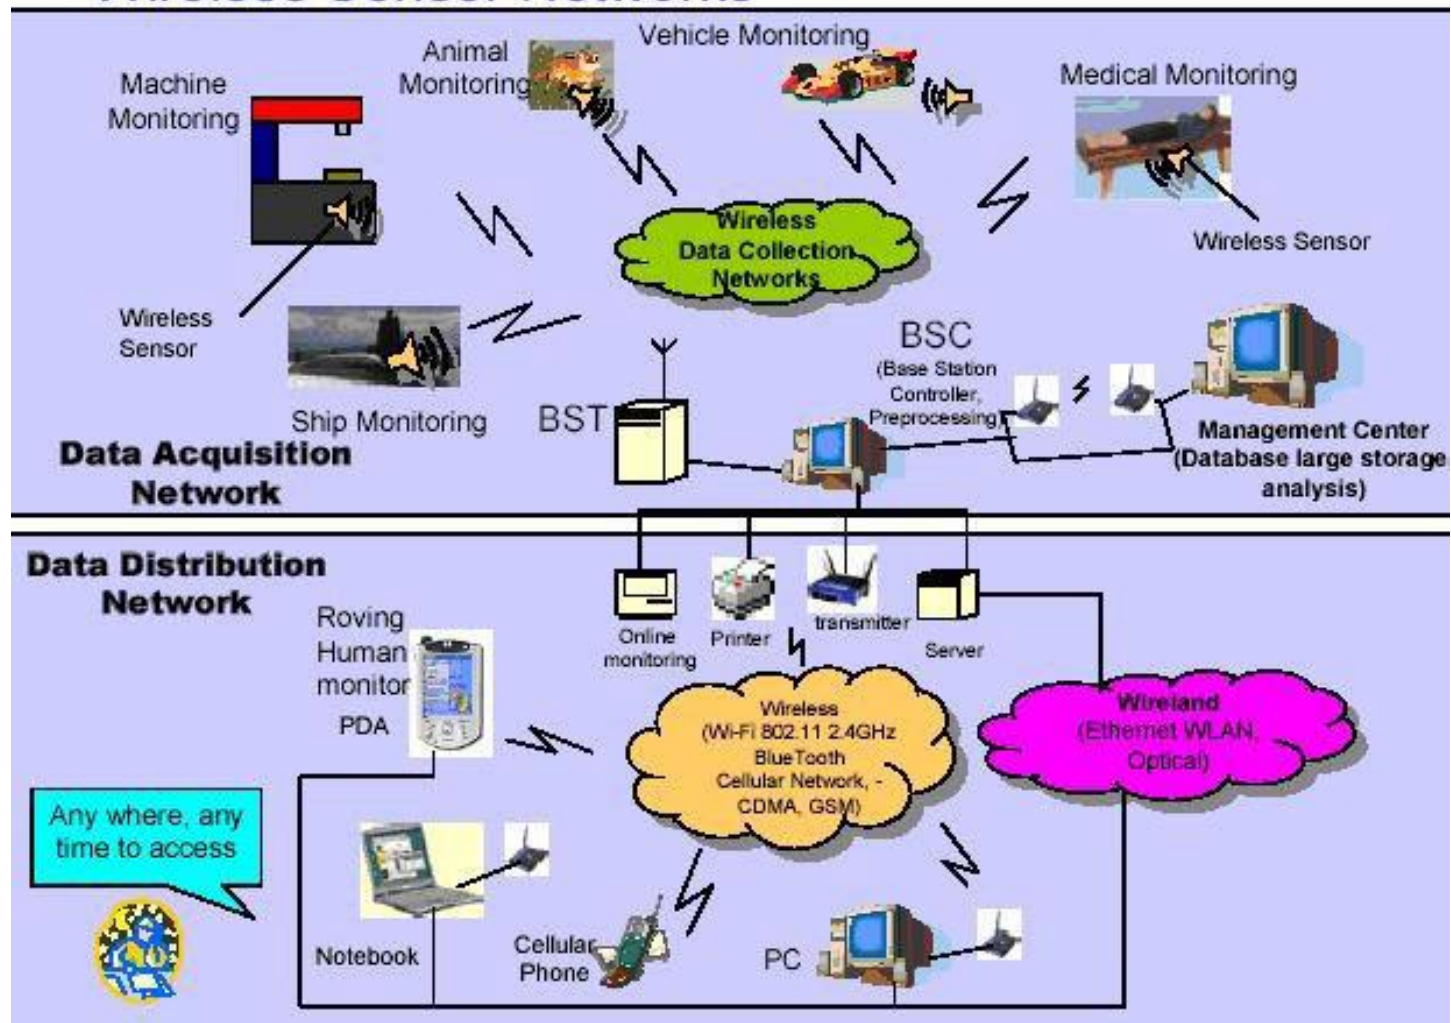 Wireless Sensor Networks
Machine
Monitoring
Animal
Monitoring
Vehicle Monitoring
Medical Monitoring
Wireless
Data Collection
Networks
Wireless Sensor
Wireless
Sensor
Ship Monitoring
BST
BSC
(Base Station
Controller,
Preprocessing)
Management Center
(Database large storage
analysis)
Data Acquisition
Network
Data Distribution
Network
Roving
Human
monitor
PDA
Online
monitoring
Printer
transmitter
Server
Wireless
(Wi-Fi 802.11 2.4GHz
BlueTooth
Cellular Network, -
CDMA, GSM)
Wireland
(Ethernet WLAN,
Optical)
Any where, any
time to access
Notebook
Cellular
Phone
PC